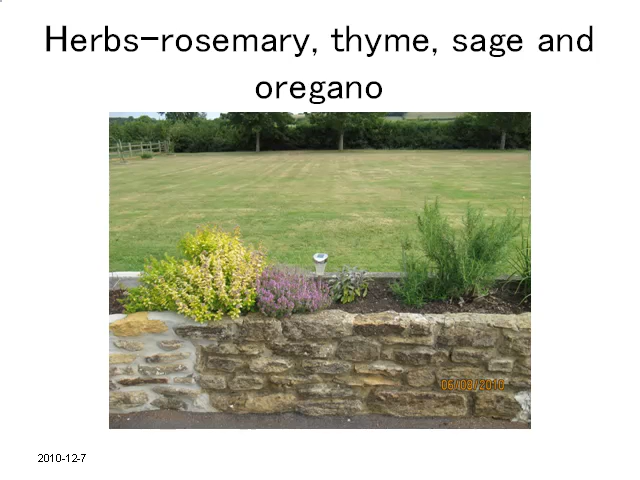 Herbs-rosemary, thyme, sage and
oregano
06/08/2010
2010-12-7